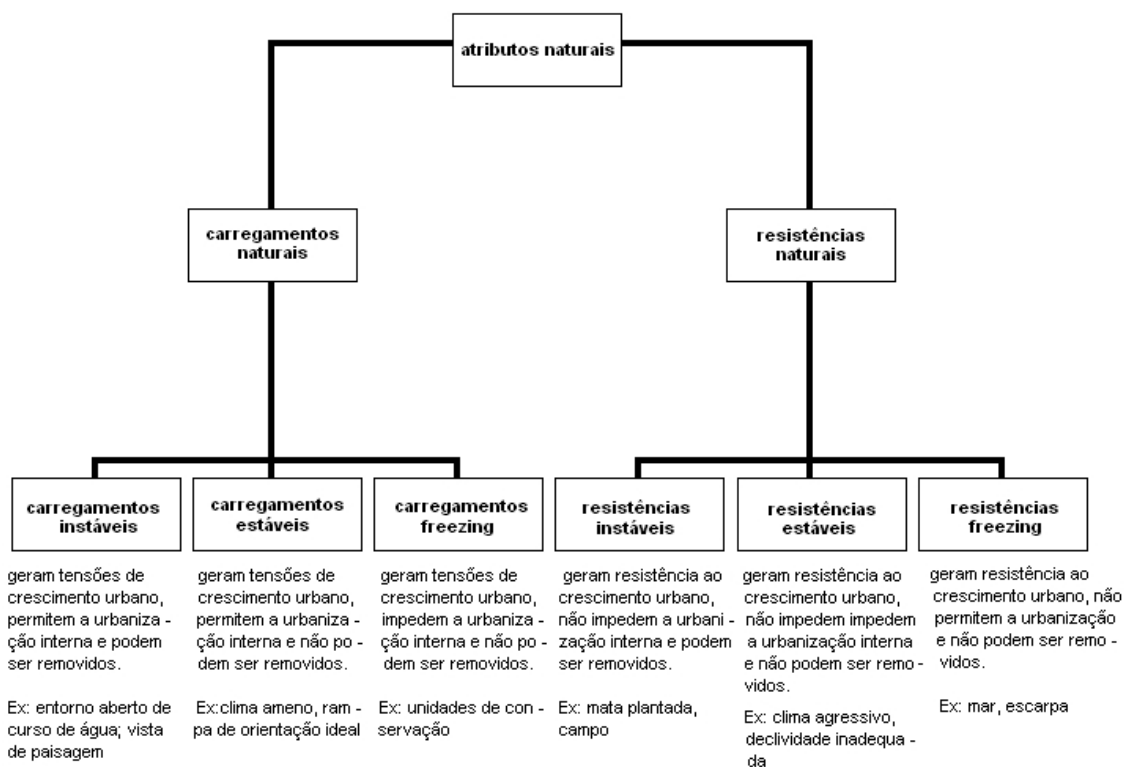 atributos naturais
carregamentos
naturais
resistências
naturais
carregamentos
instáveis
carregamentos
estáveis
carregamentos
freezing
resistências
instáveis
resistências
estáveis
resistências
freezing
geram tensões de
crescimento urbano,
permitem a urbaniza -
ção interna e podem
ser removidos.
Ex: entorno aberto de
curso de água; vista
de paisagem
geram tensões de
crescimento urbano,
permitem a urbaniza -
ção interna e não po -
dem ser removidos.
Ex:clima ameno, ram -
pa de orientação ideal
geram tensões de
crescimento urbano,
impedem a urbaniza -
ção interna e não po -
dem ser removidos.
Ex: unidades de con -
servação
geram resistência ao
crescimento urbano,
não impedem a urbani -
zação interna e podem
ser removidos.
Ex: mata plantada,
campo
geram resistência ao
crescimento urbano,
não impedem impedem
a urbanização interna
e não podem ser remo -
vidos.
Ex: clima agressivo,
declividade inadequa -
da
geram resistência ao
crescimento urbano, não
permitem a urbanização
e não podem ser remo -
vidos.
Ex: mar, escarpa